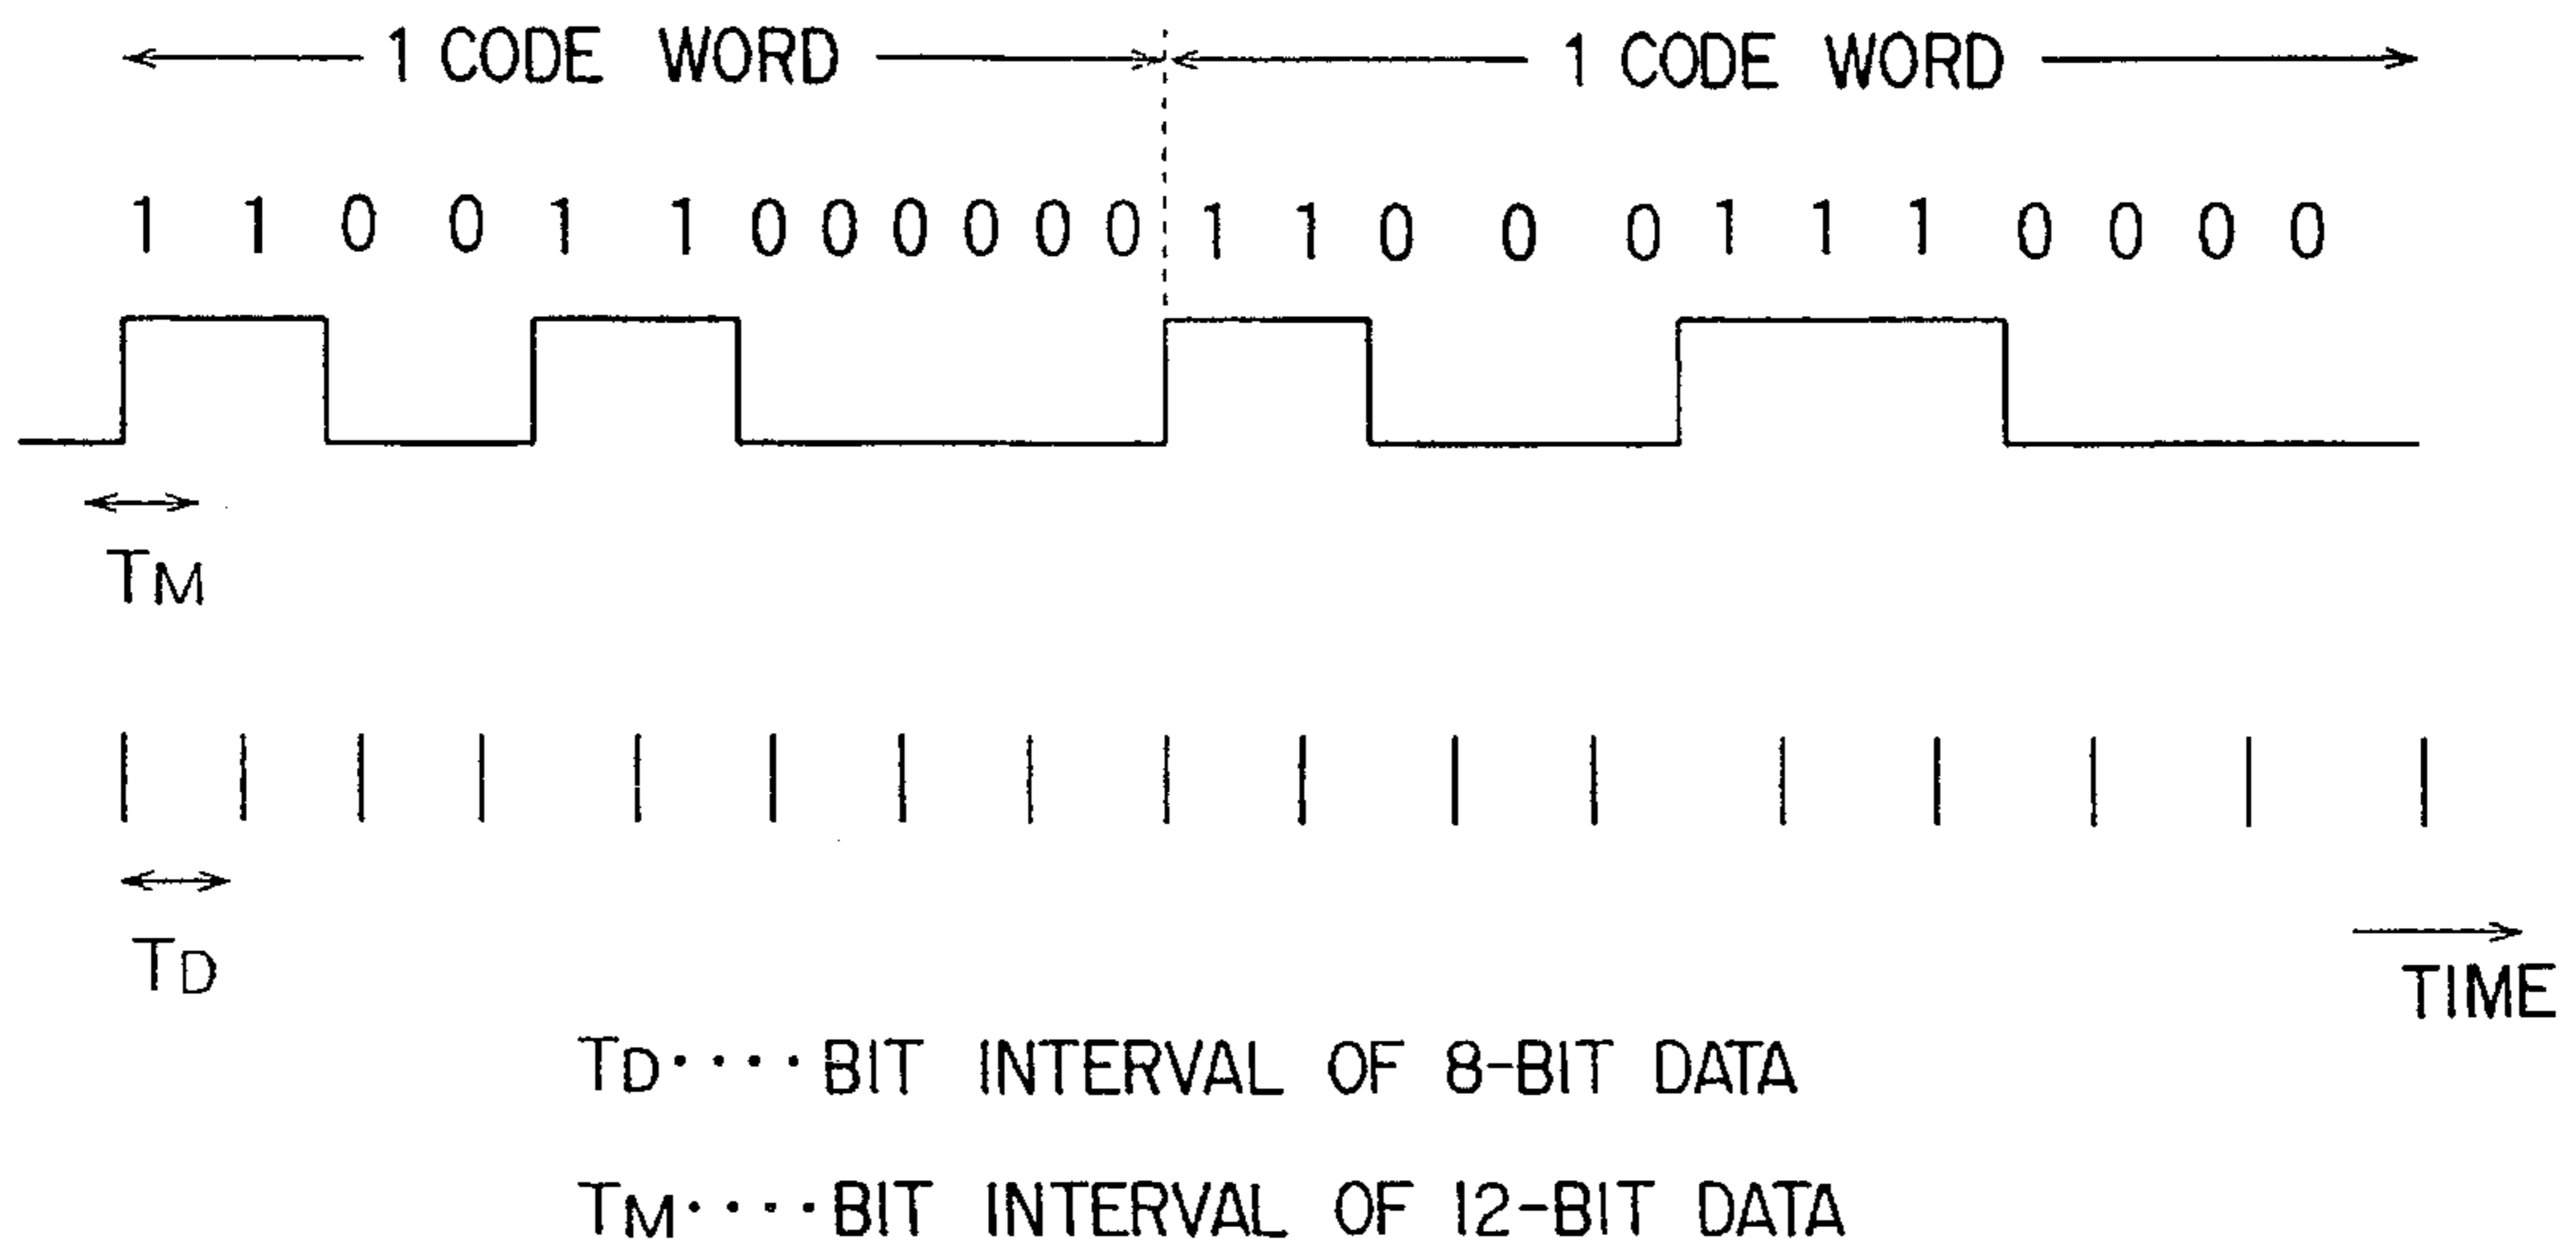 1 CODE WORD 1 CODE WORD
1 1 0 0 1 1 0 0 0 0 0 0 1 1 0 0 0 1 1 1 0 0 0 0
TM
TD
TIME
TD‧‧‧‧BIT INTERVAL OF 8-BIT DATA
TM‧‧‧‧BIT INTERVAL OF 12-BIT DATA